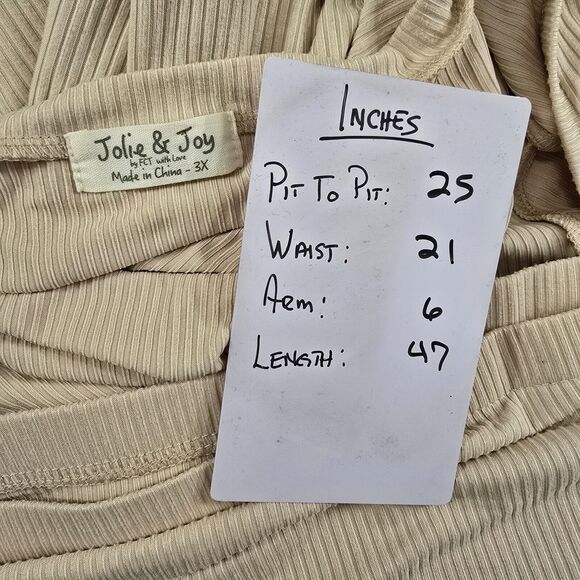 Jolie & Joy
by FCT with Love
Made in China - 3X
INCHES
PIT TO PIT: 25
WAIST: 21
ARM: 6
LENGTH: 47